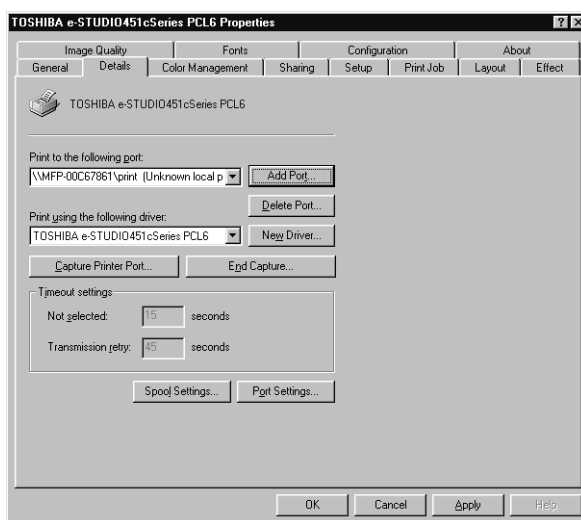 TOSHIBA e-STUDIO451cSeries PCL6 Properties
Image Quality Fonts Configuration About
General Details Color Management Sharing Setup Print Job Layout Effect
TOSHIBA e-STUDIO451cSeries PCL6
Print to the following port:
\\MFP-00C67861\print (Unknown local p Add Port...
Delete Port...
Print using the following driver:
TOSHIBA e-STUDIO451cSeries PCL6 New Driver...
Capture Printer Port... End Capture...
Timeout settings
Not selected: 15 seconds
Transmission retry: 45 seconds
Spool Settings... Port Settings...
OK Cancel Apply Help